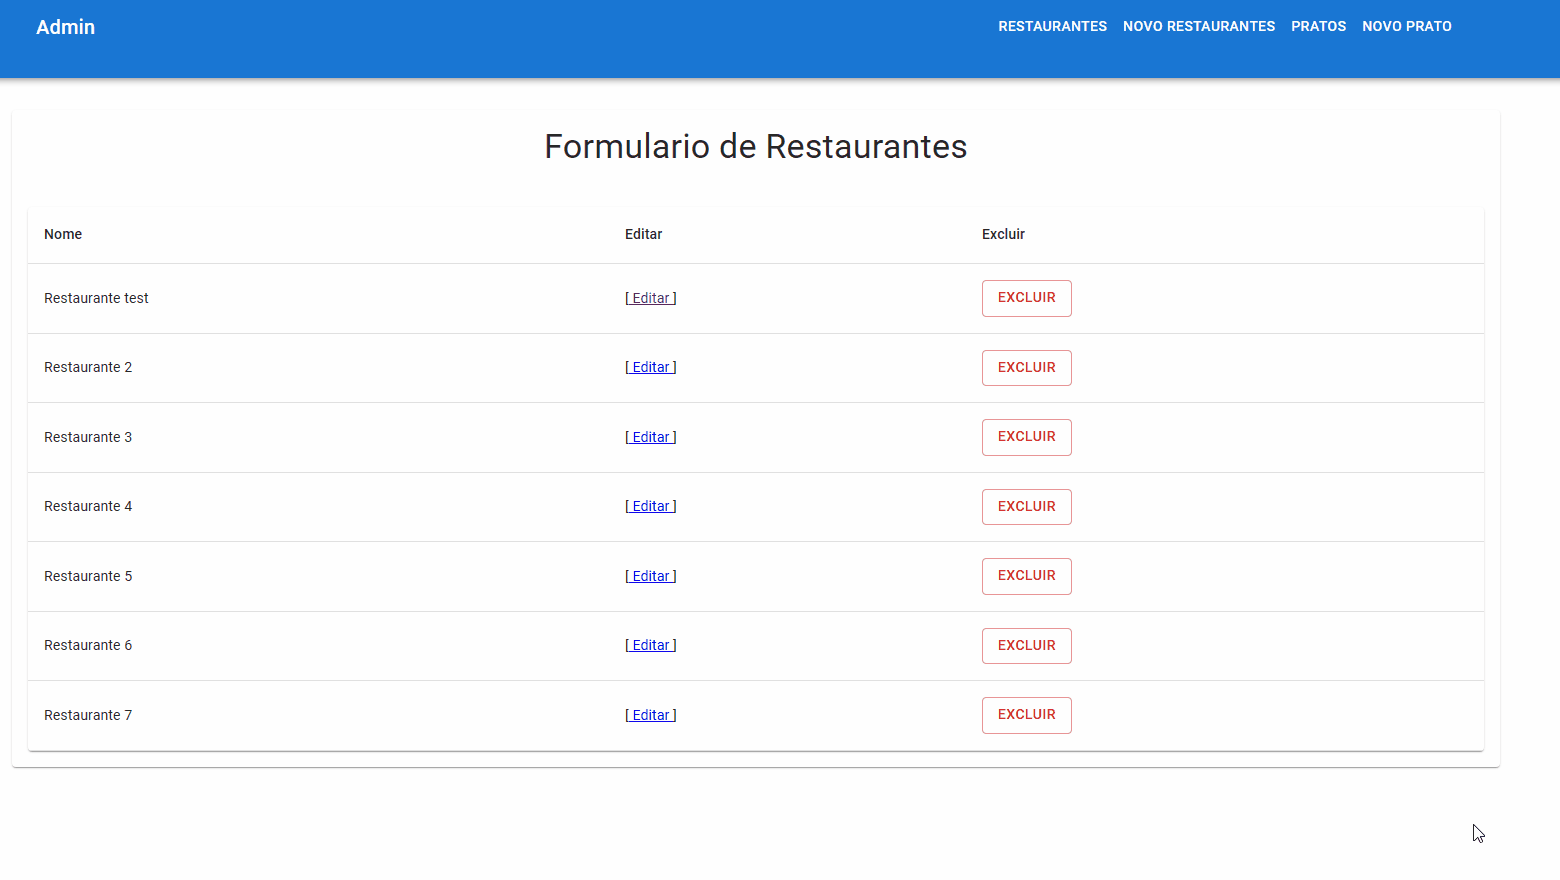 Admin
RESTAURANTES NOVO RESTAURANTES PRATOS NOVO PRATO
Formulario de Restaurantes
Nome Editar Excluir
Restaurante test [ Editar ] EXCLUIR
Restaurante 2 [ Editar ] EXCLUIR
Restaurante 3 [ Editar ] EXCLUIR
Restaurante 4 [ Editar ] EXCLUIR
Restaurante 5 [ Editar ] EXCLUIR
Restaurante 6 [ Editar ] EXCLUIR
Restaurante 7 [ Editar ] EXCLUIR